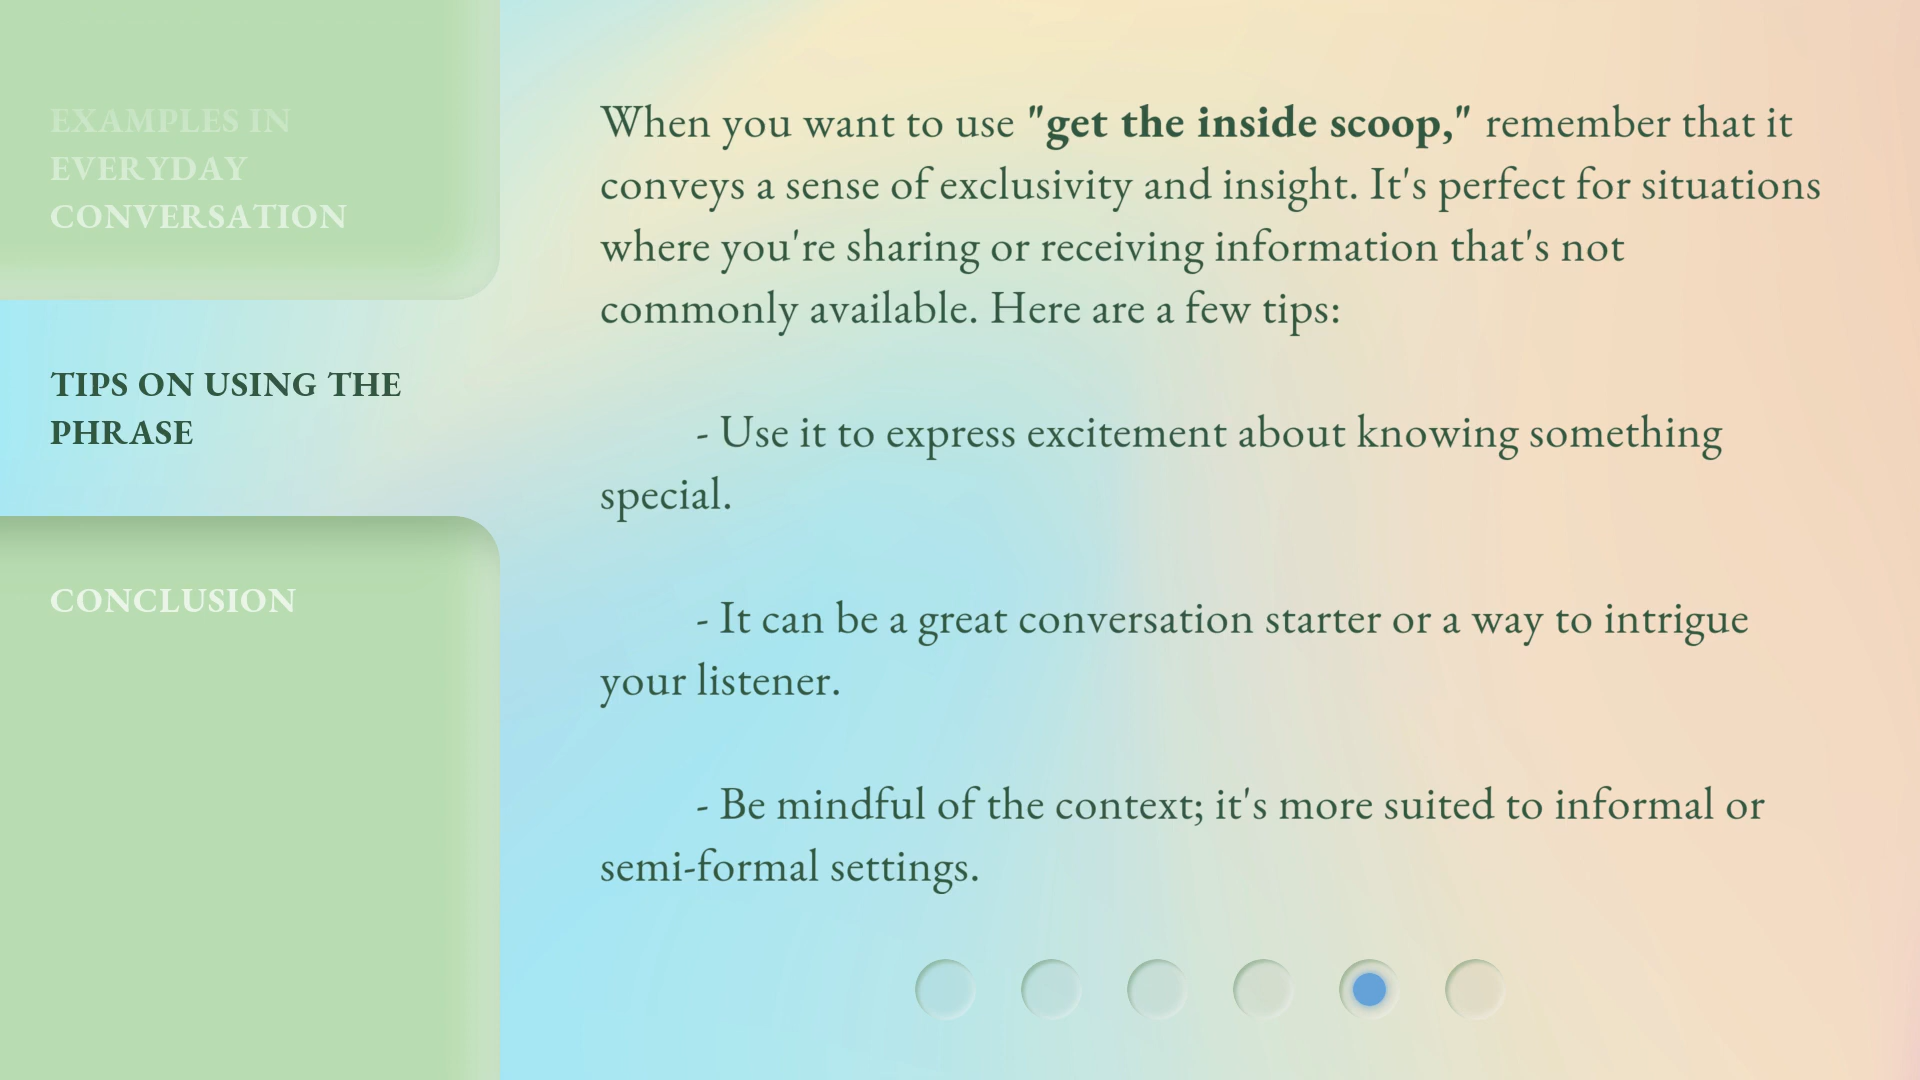 EXAMPLES IN
EVERYDAY
CONVERSATION
TIPS ON USING THE
PHRASE
CONCLUSION
When you want to use "get the inside scoop," remember that it
conveys a sense of exclusivity and insight. It's perfect for situations
where you're sharing or receiving information that's not
commonly available. Here are a few tips:
- Use it to express excitement about knowing something
special.
- It can be a great conversation starter or a way to intrigue
your listener.
- Be mindful of the context; it's more suited to informal or
semi-formal settings.